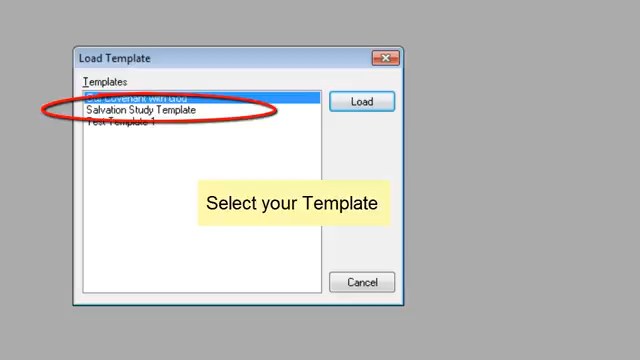 Load Template
Templates
Our Covenant with God
Salvation Study Template
Test Template 1
Load
Select your Template
Cancel